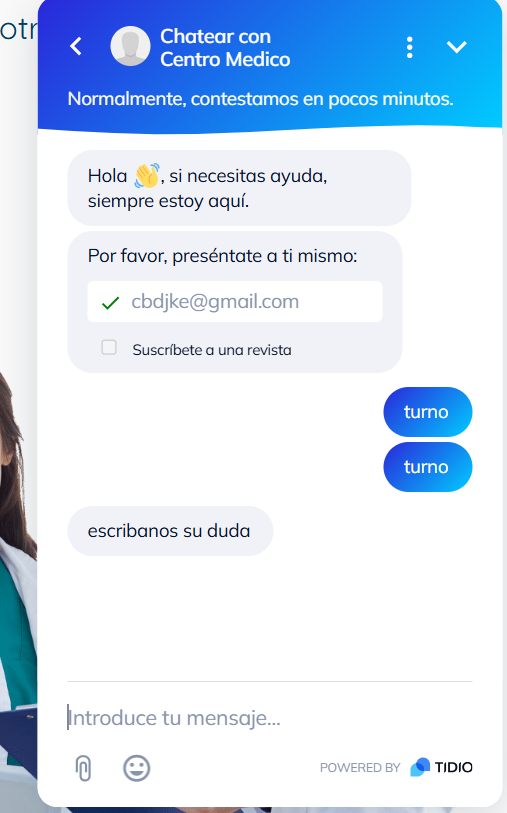 otr
Chatear con
Centro Medico
Normalmente, contestamos en pocos minutos.
Hola 👋, si necesitas ayuda,
siempre estoy aquí.
Por favor, preséntate a ti mismo:
cbdjke@gmail.com
Suscríbete a una revista
turno
turno
escribanos su duda
Introduce tu mensaje...
POWERED BY TIDIO